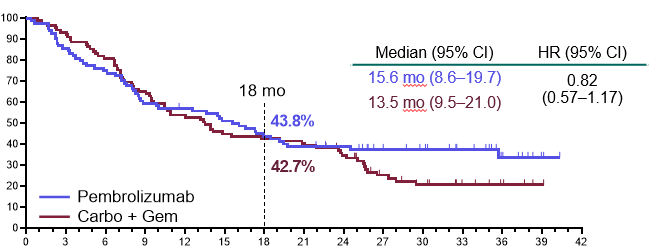 100
90
80
70
60
50
40
30
20
10
0
Median (95% CI) HR (95% CI)
15.6 mo (8.6–19.7) 0.82
13.5 mo (9.5–21.0) (0.57–1.17)
18 mo
43.8%
42.7%
Pembrolizumab
Carbo + Gem
0 3 6 9 12 15 18 21 24 27 30 33 36 39 42